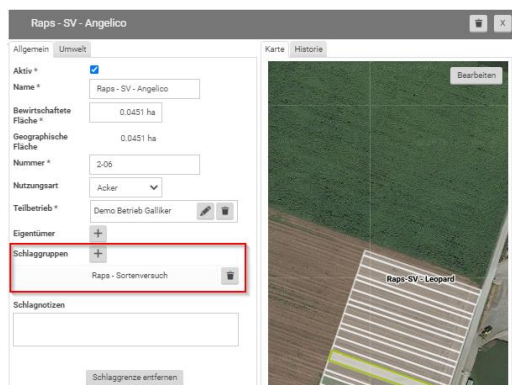 Raps - SV - Angelico
X
Allgemein Umwelt
Karte Historie
Aktiv *
Name * Raps - SV - Angelico
Bearbeiten
Bewirtschaftete
Fläche * 0.0451 ha
Geographische
Fläche 0.0451 ha
Nummer * 2-06
Nutzungsart Acker
Teilbetrieb * Demo Betrieb Galliker
Eigentümer
Schlaggruppen
Raps - Sortenversuch
Raps-SV - Leopard
Schlagnotizen
Schlaggrenze entfernen